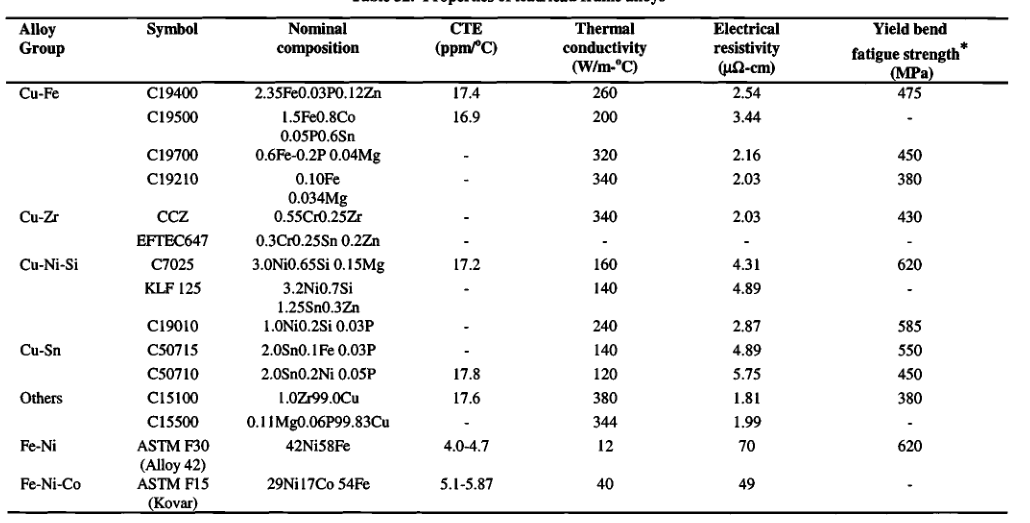 Alloy Group Symbol Nominal composition CTE (ppm/°C) Thermal conductivity (W/m-°C) Electrical resistivity (μΩ-cm) Yield bend fatigue strength* (MPa)
Cu-Fe C19400 2.35Fe0.03P0.12Zn 17.4 260 2.54 475
C19500 1.5Fe0.8Co 16.9 200 3.44 -
0.05P0.6Sn
C19700 0.6Fe-0.2P 0.04Mg - 320 2.16 450
C19210 0.10Fe - 340 2.03 380
0.034Mg
Cu-Zr CCZ 0.55Cr0.25Zr - 340 2.03 430
EFTEC647 0.3Cr0.25Sn 0.2Zn - - - -
Cu-Ni-Si C7025 3.0Ni0.65Si 0.15Mg 17.2 160 4.31 620
KLF 125 3.2Ni0.7Si - 140 4.89 -
1.25Sn0.3Zn
C19010 1.0Ni0.2Si 0.03P - 240 2.87 585
Cu-Sn C50715 2.0Sn0.1Fe 0.03P - 140 4.89 550
C50710 2.0Sn0.2Ni 0.05P 17.8 120 5.75 450
Others C15100 1.0Zr99.0Cu 17.6 380 1.81 380
C15500 0.11Mg0.06P99.83Cu - 344 1.99 -
Fe-Ni ASTM F30 42Ni58Fe 4.0-4.7 12 70 620
(Alloy 42)
Fe-Ni-Co ASTM F15 29Ni17Co 54Fe 5.1-5.87 40 49 -
(Kovar)